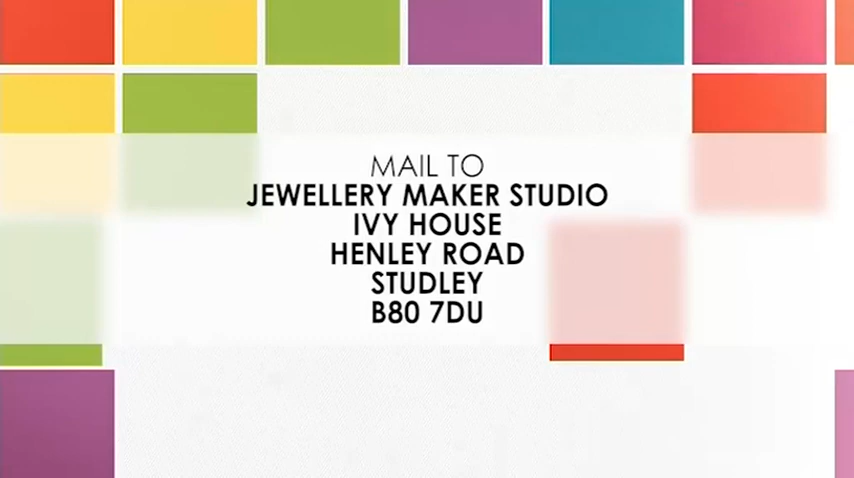 MAIL TO
JEWELLERY MAKER STUDIO
IVY HOUSE
HENLEY ROAD
STUDLEY
B80 7DU